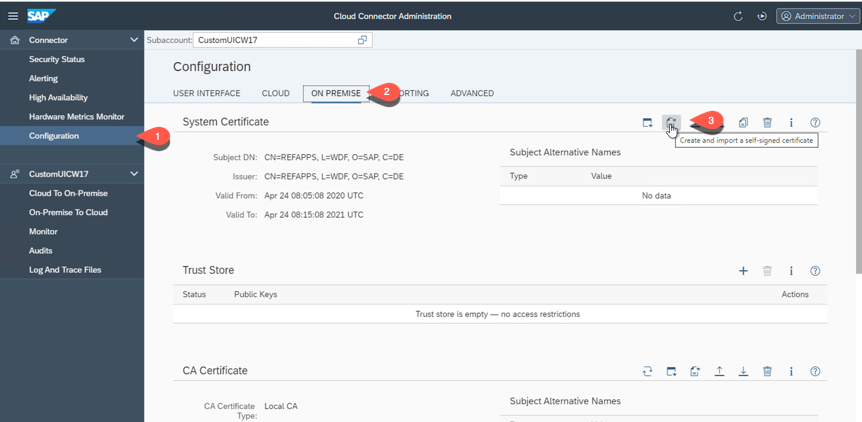 SAP
Cloud Connector Administration
Administrator
Connector
Security Status
Alerting
High Availability
Hardware Metrics Monitor
Configuration
1
CustomUICW17
Cloud To On-Premise
On-Premise To Cloud
Monitor
Audits
Log And Trace Files
Subaccount: CustomUICW17
Configuration
USER INTERFACE CLOUD ON PREMISE 2 ORTING ADVANCED
System Certificate
3
Create and import a self-signed certificate
Subject DN: CN=REFAPPS, L=WDF, O=SAP, C=DE
Issuer: CN=REFAPPS, L=WDF, O=SAP, C=DE
Valid From: Apr 24 08:05:08 2020 UTC
Valid To: Apr 24 08:15:08 2021 UTC
Subject Alternative Names
Type Value
No data
Trust Store
Status Public Keys Actions
Trust store is empty — no access restrictions
CA Certificate
CA Certificate Type: Local CA
Subject Alternative Names